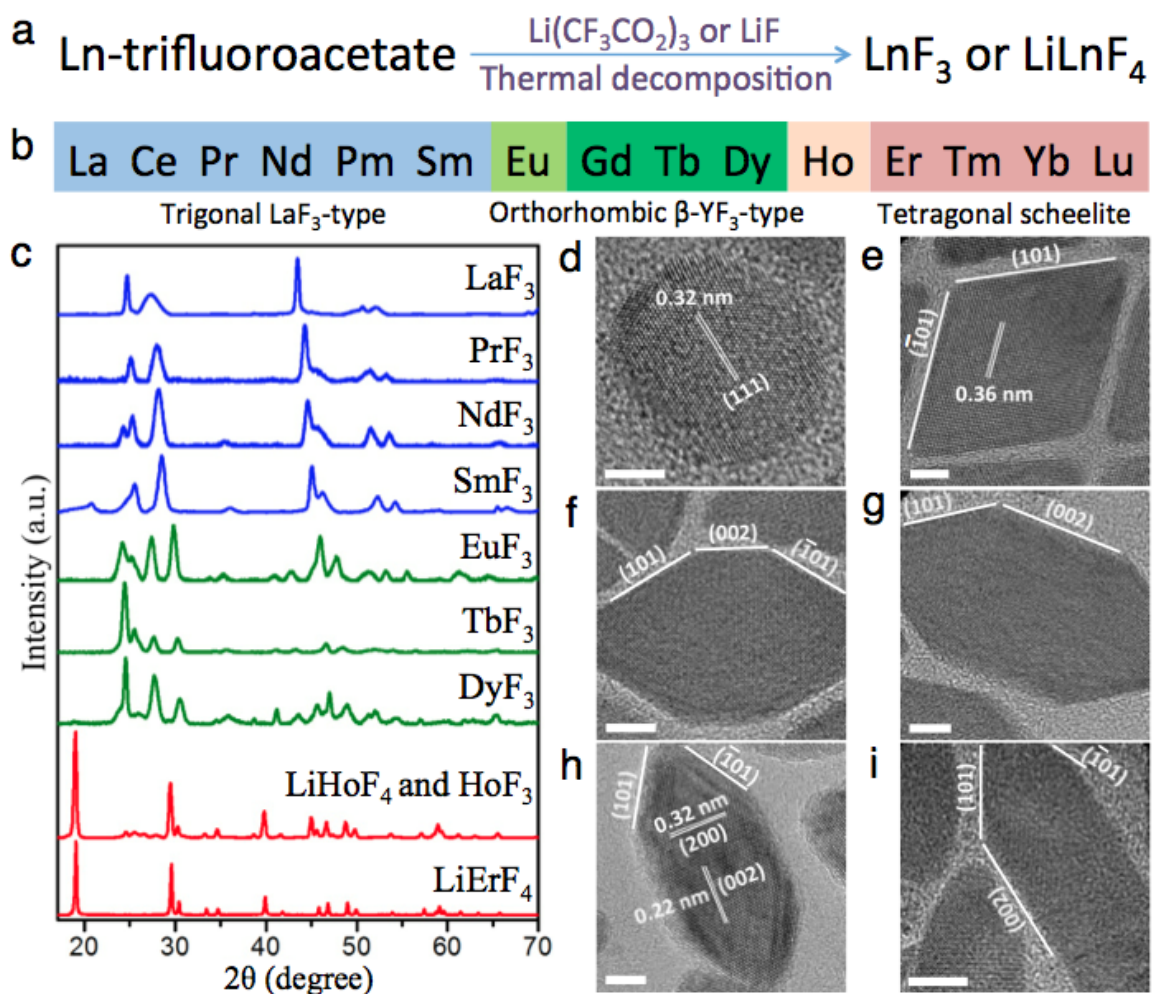 a
Ln-trifluoroacetate
Li(CF₃CO₂)₃ or LiF
Thermal decomposition
LnF₃ or LiLnF₄
b
La Ce Pr Nd Pm Sm Eu Gd Tb Dy Ho Er Tm Yb Lu
Trigonal LaF₃-type
Orthorhombic β-YF₃-type
Tetragonal scheelite
c
LaF₃
PrF₃
NdF₃
SmF₃
EuF₃
TbF₃
DyF₃
LiHoF₄ and HoF₃
LiErF₄
Intensity (a.u.)
20 30 40 50 60 70
2θ (degree)
d
0.32 nm
(111)
e
(101)
(1̄01)
0.36 nm
f
(101)
(002)
(1̄01)
g
(101)
(002)
h
(101)
(1̄01)
0.32 nm
(200)
0.22 nm
(002)
i
(101)
(1̄01)
(200)